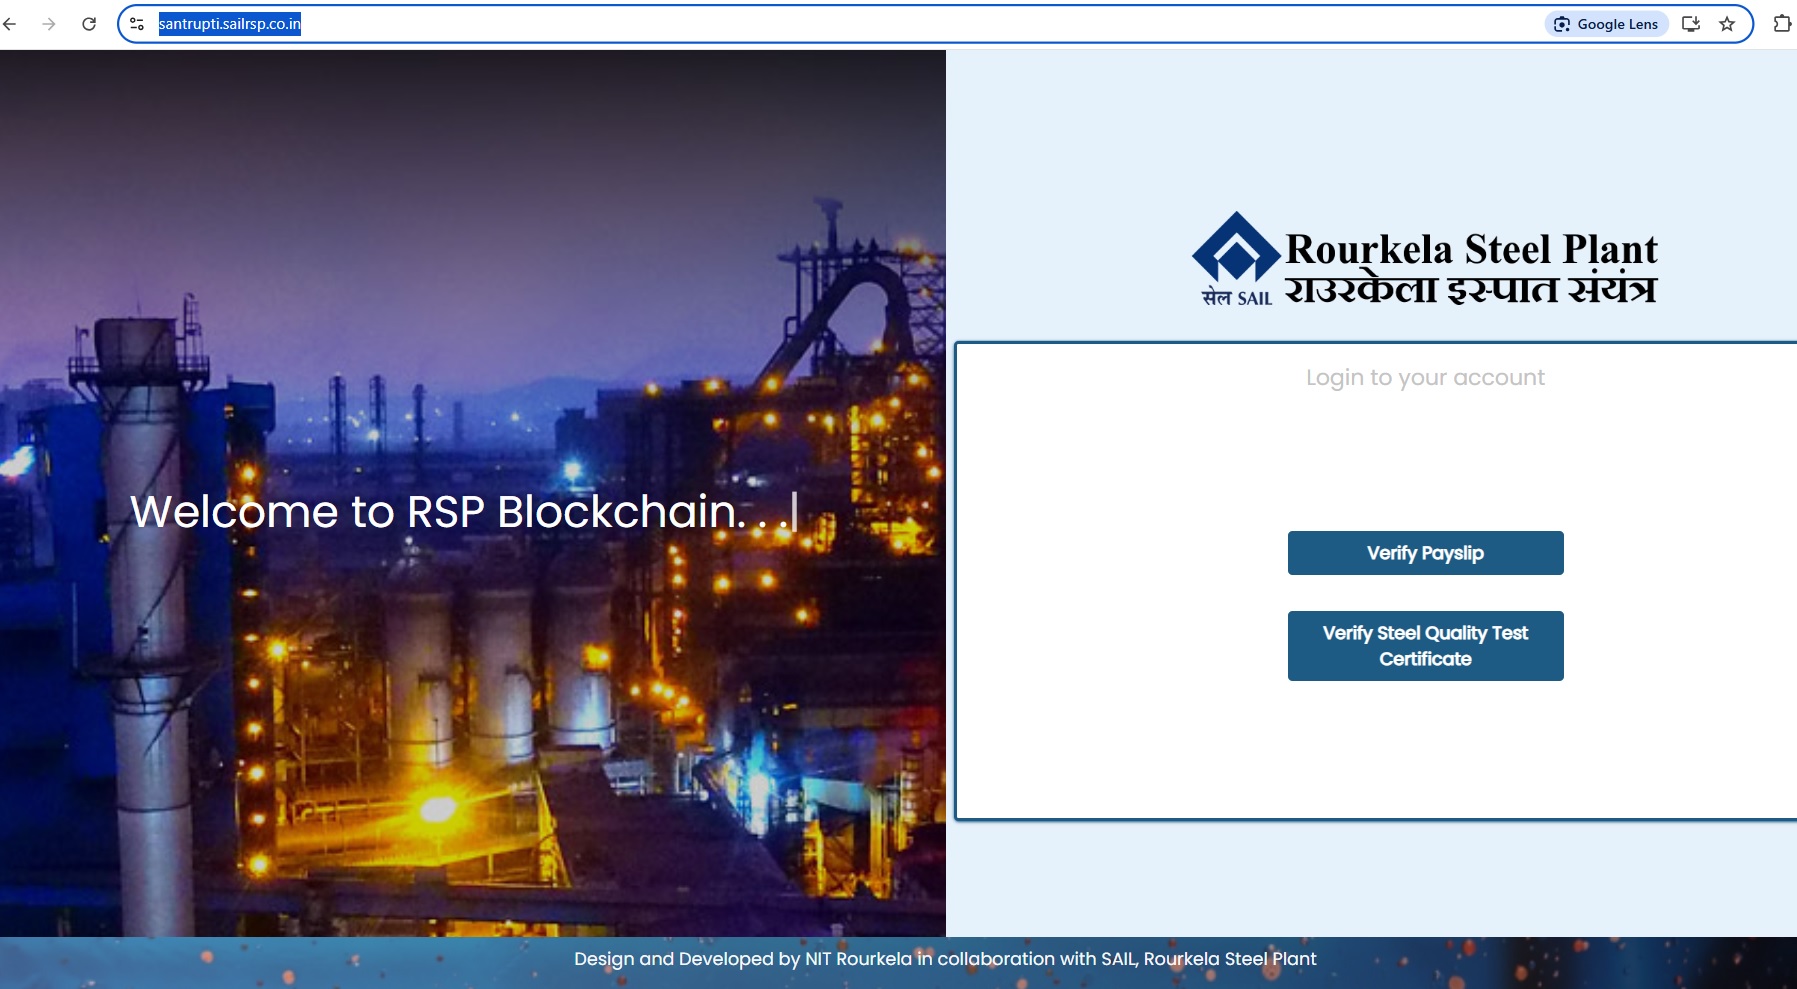 santrupti.sailrsp.co.in
Google Lens
Welcome to RSP Blockchain. . .
Rourkela Steel Plant
राउरकेला इस्पात संयंत्र
सेल SAIL
Login to your account
Verify Payslip
Verify Steel Quality Test
Certificate
Design and Developed by NIT Rourkela in collaboration with SAIL, Rourkela Steel Plant